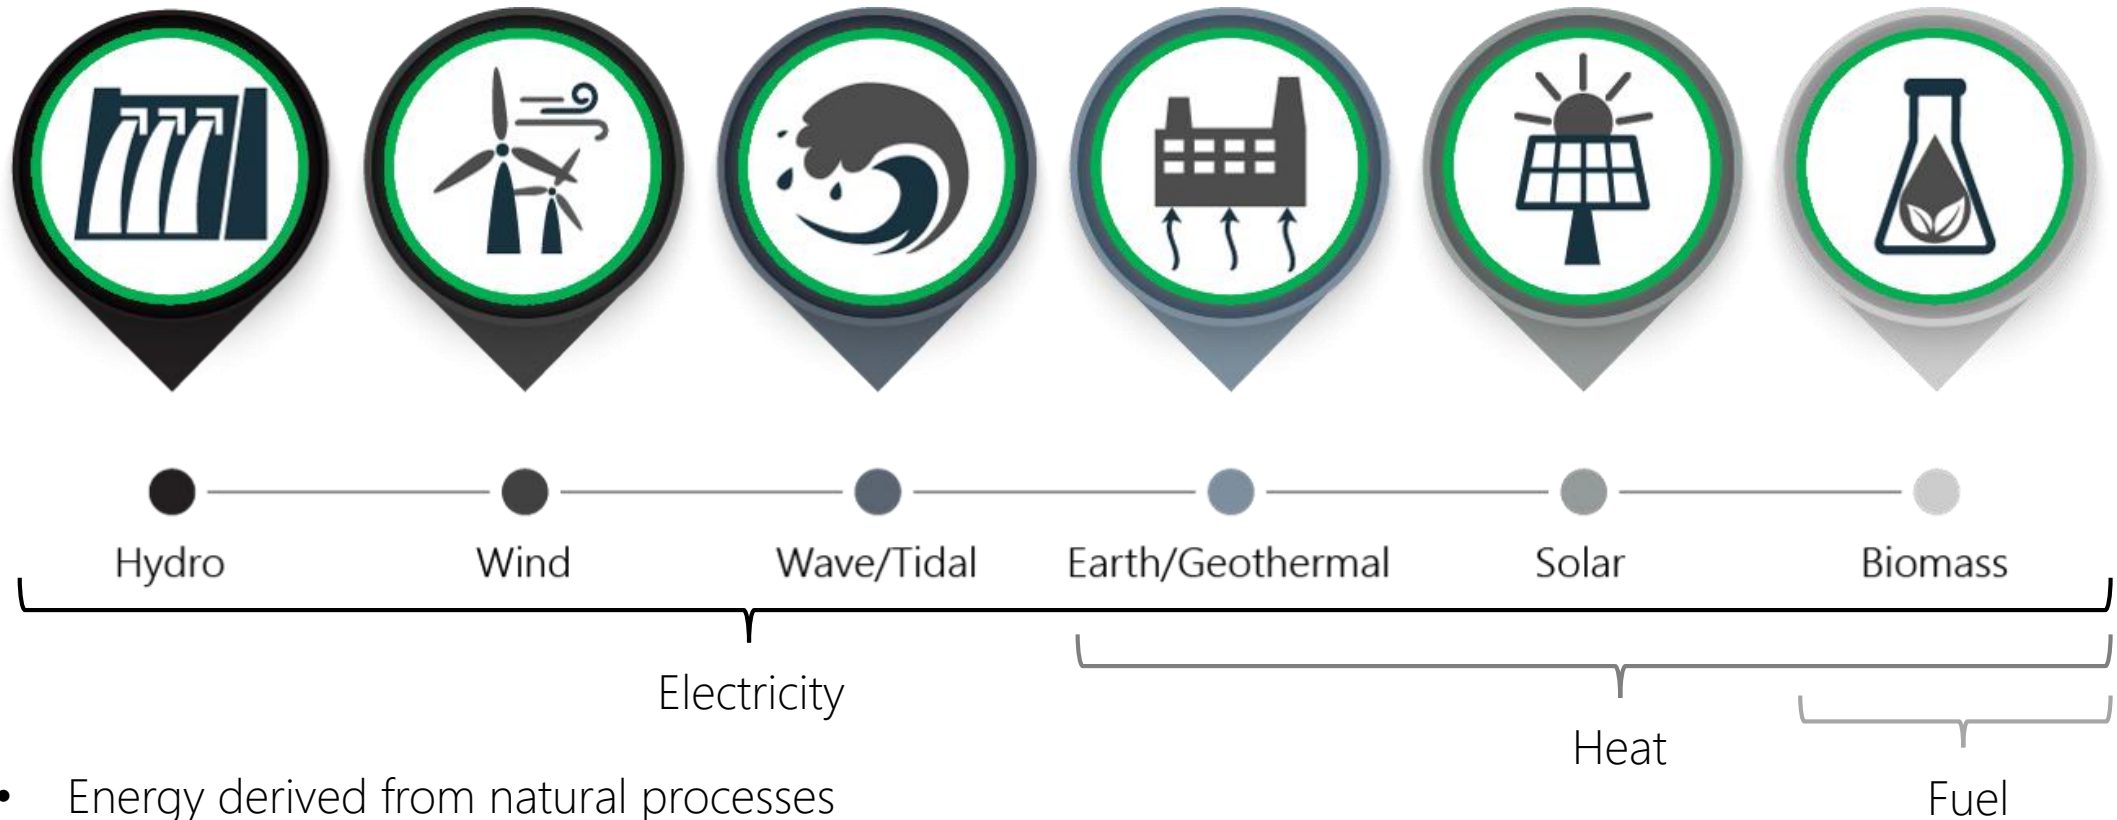 Hydro
Wind
Wave/Tidal
Earth/Geothermal
Solar
Biomass
Electricity
Heat
Fuel
• Energy derived from natural processes